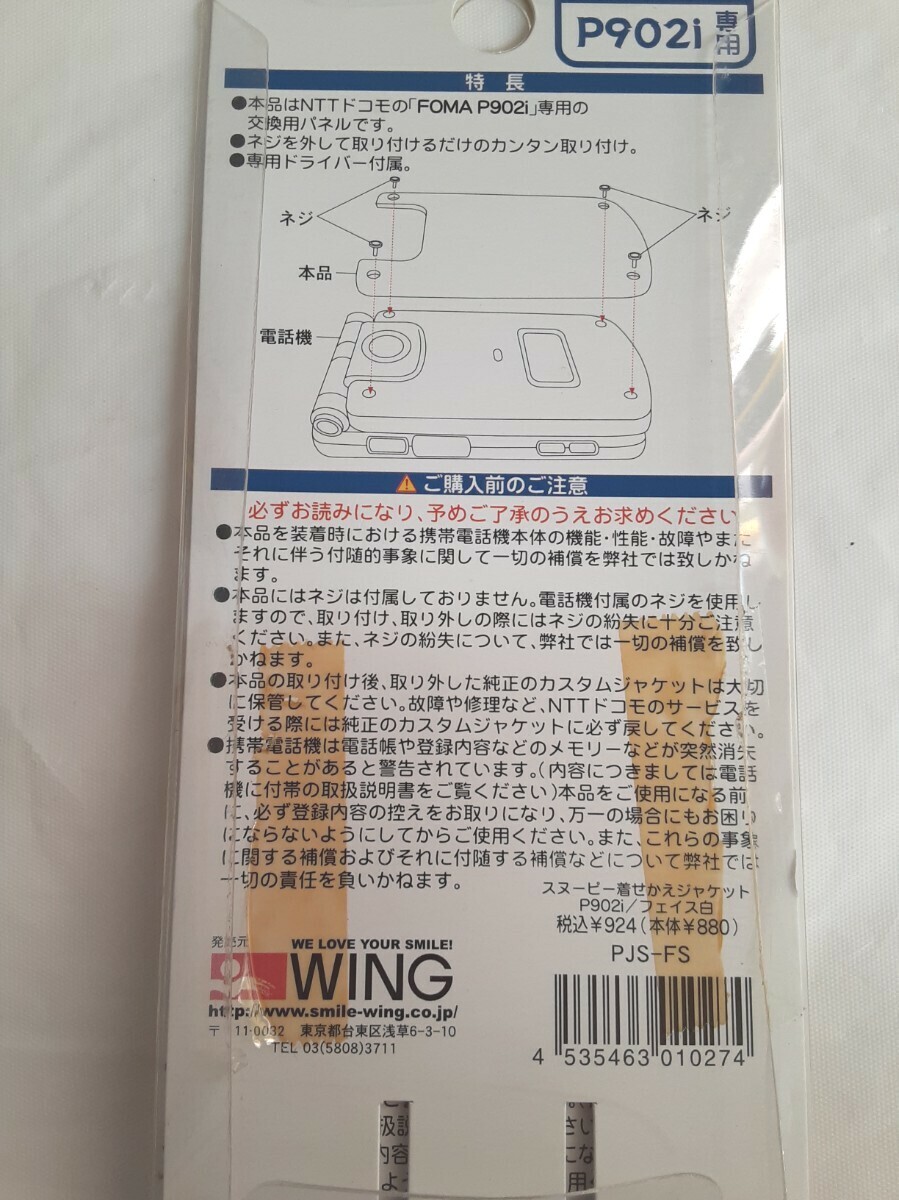 P902i 専用
特長
●本品はNTTドコモの「FOMA P902i」専用の
交換用パネルです。
●ネジを外して取り付けるだけのカンタン取り付け。
●専用ドライバー付属。
ネジ
ネジ
本品
電話機
ご購入前のご注意
必ずお読みになり、予めご了承のうえお求めください
●本品を装着時における携帯電話機本体の機能・性能・故障やまた
それに伴う付随的事象に関して一切の補償を弊社では致しかね
ます。
●本品にはネジは付属しておりません。電話機付属のネジを使用し
ますので、取り付け、取り外しの際にはネジの紛失に十分ご注意
ください。また、ネジの紛失について、弊社では一切の補償を致し
かねます。
●本品の取り付け後、取り外した純正のカスタムジャケットは大切
に保管してください。故障や修理など、NTTドコモのサービスを
受ける際には純正のカスタムジャケットに必ず戻してください。
●携帯電話機は電話帳や登録内容などのメモリーなどが突然消失
することがあると警告されています。(内容につきましては電話
機に付帯の取扱説明書をご覧ください)本品をご使用になる前
に、必ず登録内容の控えをお取りになり、万一の場合にもお困り
にならないようにしてからご使用ください。また、これらの事象
に関する補償およびそれに付随する補償などについて弊社では
一切の責任を負いかねます。
スヌーピー着せかえジャケット
P902i/フェイス白
税込¥924(本体¥880)
PJS-FS
発売元
WE LOVE YOUR SMILE!
WING
http://www.smile-wing.co.jp/
〒111-0032 東京都台東区浅草6-3-10
TEL 03(5808)3711
4 535463 010274